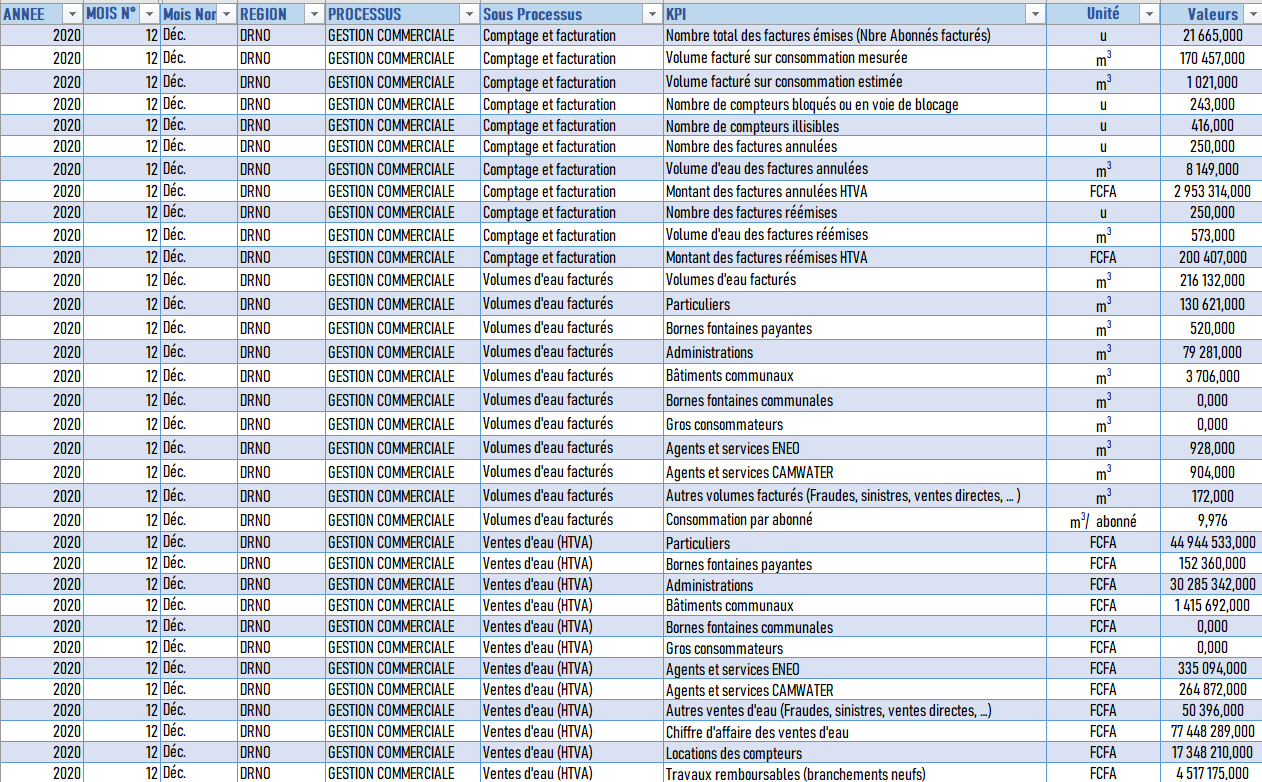 ANNEE MOIS N° Mois Nor REGION PROCESSUS Sous Processus KPI Unité Valeurs
2020 12 Déc. DRNO GESTION COMMERCIALE Comptage et facturation Nombre total des factures émises (Nbre Abonnés facturés) u 21 665,000
2020 12 Déc. DRNO GESTION COMMERCIALE Comptage et facturation Volume facturé sur consommation mesurée m³ 170 457,000
2020 12 Déc. DRNO GESTION COMMERCIALE Comptage et facturation Volume facturé sur consommation estimée m³ 1 021,000
2020 12 Déc. DRNO GESTION COMMERCIALE Comptage et facturation Nombre de compteurs bloqués ou en voie de blocage u 243,000
2020 12 Déc. DRNO GESTION COMMERCIALE Comptage et facturation Nombre de compteurs illisibles u 416,000
2020 12 Déc. DRNO GESTION COMMERCIALE Comptage et facturation Nombre des factures annulées u 250,000
2020 12 Déc. DRNO GESTION COMMERCIALE Comptage et facturation Volume d'eau des factures annulées m³ 8 149,000
2020 12 Déc. DRNO GESTION COMMERCIALE Comptage et facturation Montant des factures annulées HTVA FCFA 2 953 314,000
2020 12 Déc. DRNO GESTION COMMERCIALE Comptage et facturation Nombre des factures réémises u 250,000
2020 12 Déc. DRNO GESTION COMMERCIALE Comptage et facturation Volume d'eau des factures réémises m³ 573,000
2020 12 Déc. DRNO GESTION COMMERCIALE Comptage et facturation Montant des factures réémises HTVA FCFA 200 407,000
2020 12 Déc. DRNO GESTION COMMERCIALE Volumes d'eau facturés Volumes d'eau facturés m³ 216 132,000
2020 12 Déc. DRNO GESTION COMMERCIALE Volumes d'eau facturés Particuliers m³ 130 621,000
2020 12 Déc. DRNO GESTION COMMERCIALE Volumes d'eau facturés Bornes fontaines payantes m³ 520,000
2020 12 Déc. DRNO GESTION COMMERCIALE Volumes d'eau facturés Administrations m³ 79 281,000
2020 12 Déc. DRNO GESTION COMMERCIALE Volumes d'eau facturés Bâtiments communaux m³ 3 706,000
2020 12 Déc. DRNO GESTION COMMERCIALE Volumes d'eau facturés Bornes fontaines communales m³ 0,000
2020 12 Déc. DRNO GESTION COMMERCIALE Volumes d'eau facturés Gros consommateurs m³ 0,000
2020 12 Déc. DRNO GESTION COMMERCIALE Volumes d'eau facturés Agents et services ENEO m³ 928,000
2020 12 Déc. DRNO GESTION COMMERCIALE Volumes d'eau facturés Agents et services CAMWATER m³ 904,000
2020 12 Déc. DRNO GESTION COMMERCIALE Volumes d'eau facturés Autres volumes facturés (Fraudes, sinistres, ventes directes, ... ) m³ 172,000
2020 12 Déc. DRNO GESTION COMMERCIALE Volumes d'eau facturés Consommation par abonné m³/ abonné 9,976
2020 12 Déc. DRNO GESTION COMMERCIALE Ventes d'eau (HTVA) Particuliers FCFA 44 944 533,000
2020 12 Déc. DRNO GESTION COMMERCIALE Ventes d'eau (HTVA) Bornes fontaines payantes FCFA 152 360,000
2020 12 Déc. DRNO GESTION COMMERCIALE Ventes d'eau (HTVA) Administrations FCFA 30 285 342,000
2020 12 Déc. DRNO GESTION COMMERCIALE Ventes d'eau (HTVA) Bâtiments communaux FCFA 1 415 692,000
2020 12 Déc. DRNO GESTION COMMERCIALE Ventes d'eau (HTVA) Bornes fontaines communales FCFA 0,000
2020 12 Déc. DRNO GESTION COMMERCIALE Ventes d'eau (HTVA) Gros consommateurs FCFA 0,000
2020 12 Déc. DRNO GESTION COMMERCIALE Ventes d'eau (HTVA) Agents et services ENEO FCFA 335 094,000
2020 12 Déc. DRNO GESTION COMMERCIALE Ventes d'eau (HTVA) Agents et services CAMWATER FCFA 264 872,000
2020 12 Déc. DRNO GESTION COMMERCIALE Ventes d'eau (HTVA) Autres ventes d'eau (Fraudes, sinistres, ventes directes, ...) FCFA 50 396,000
2020 12 Déc. DRNO GESTION COMMERCIALE Ventes d'eau (HTVA) Chiffre d'affaire des ventes d'eau FCFA 77 448 289,000
2020 12 Déc. DRNO GESTION COMMERCIALE Ventes d'eau (HTVA) Locations des compteurs FCFA 17 348 210,000
2020 12 Déc. DRNO GESTION COMMERCIALE Ventes d'eau (HTVA) Travaux remboursables (branchements neufs) FCFA 4 517 175,000